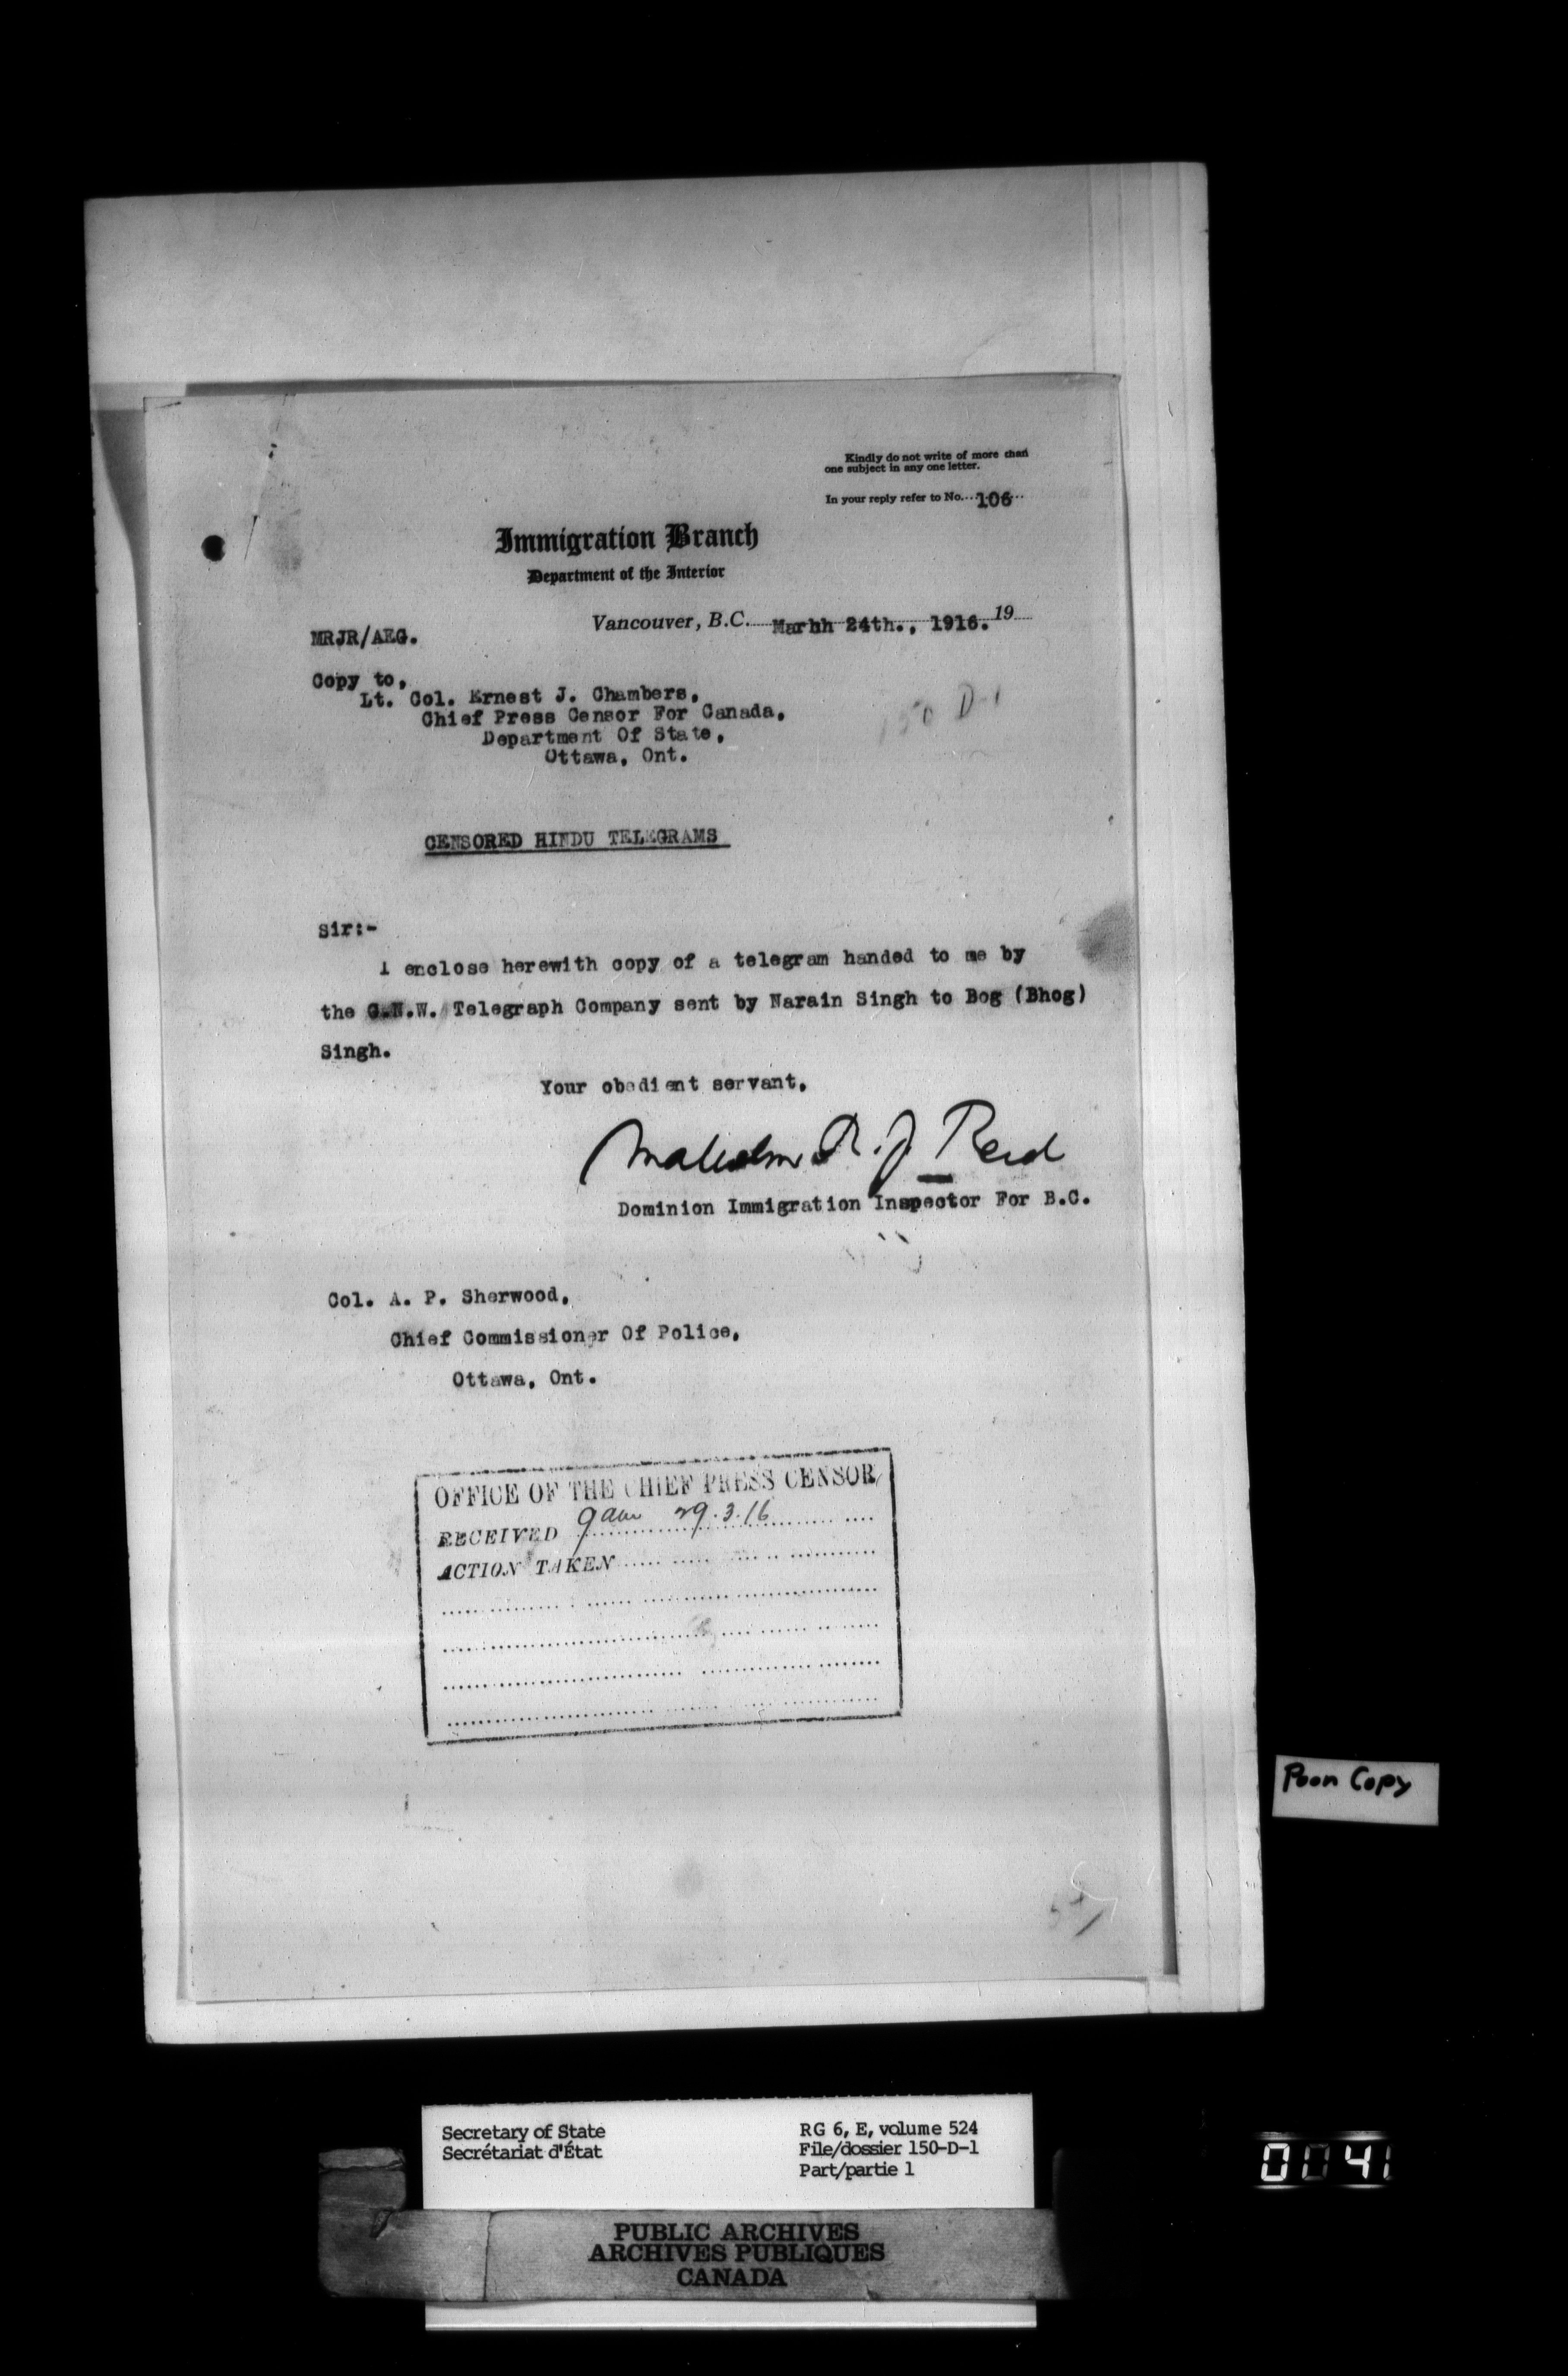 Kindly do not write of more than
one subject in any one letter.
In your reply refer to No. 106
Immigration Branch
Department of the Interior
Vancouver, B.C. Marhh 24th., 1916. 19
MRJR/AEG.
Copy to,
Lt. Col. Ernest J. Chambers,
Chief Press Censor For Canada,
Department Of State,
Ottawa, Ont.
150 D-1
CENSORED HINDU TELEGRAMS
Sir:-
I enclose herewith copy of a telegram handed to me by
the G.N.W. Telegraph Company sent by Narain Singh to Bog (Bhog)
Singh.
Your obedient servant,
Malcolm R. J. Reid
Dominion Immigration Inspector For B.C.
Col. A. P. Sherwood,
Chief Commissioner Of Police,
Ottawa, Ont.
OFFICE OF THE CHIEF PRESS CENSOR
RECEIVED 9 am 29.3.16
ACTION TAKEN
Poor Copy
Secretary of State
Secrétariat d'État
RG 6, E, volume 524
File/dossier 150-D-1
Part/partie 1
0041
PUBLIC ARCHIVES
ARCHIVES PUBLIQUES
CANADA